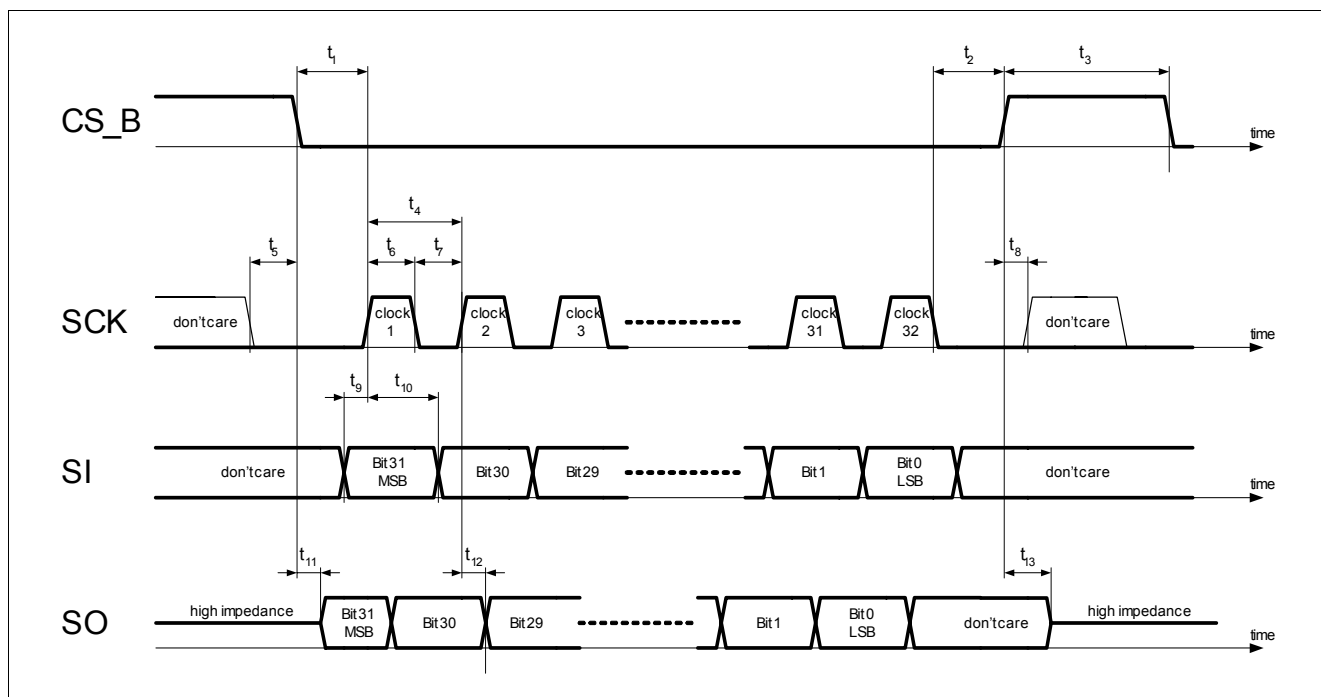 t1 t2 t3
CS_B
time
t4
t5 t6 t7 t8
SCK
don'tcare clock 1 clock 2 clock 3 clock 31 clock 32 don'tcare
time
t9 t10
SI
don'tcare Bit31 MSB Bit30 Bit29 Bit1 Bit0 LSB don'tcare
time
t11 t12 t13
SO
high impedance Bit31 MSB Bit30 Bit29 Bit1 Bit0 LSB don'tcare high impedance
time